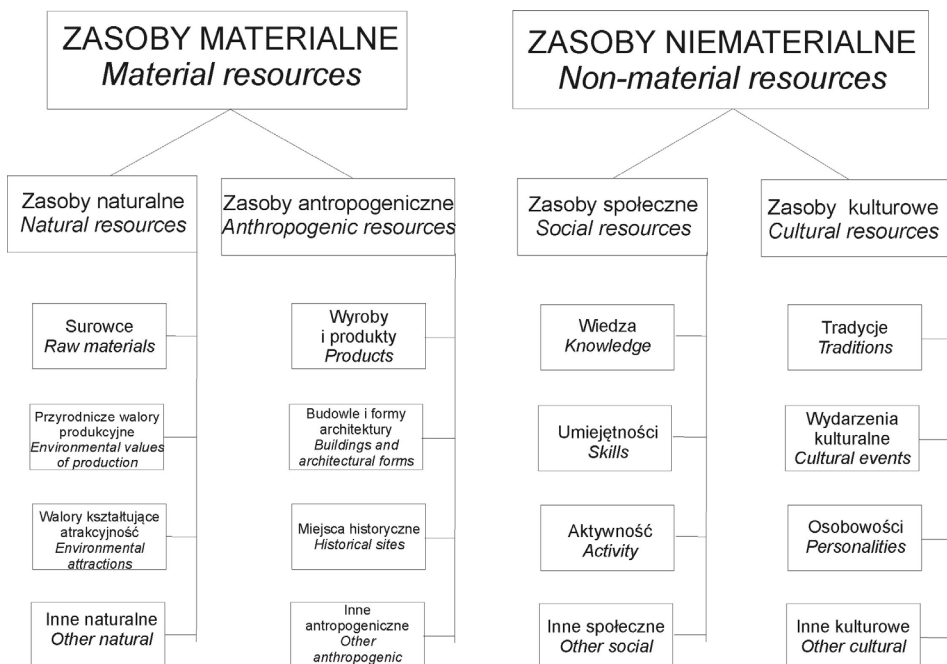 ZASOBY MATERIALNE
Material resources
ZASOBY NIEMATERIALNE
Non-material resources
Zasoby naturalne
Natural resources
Zasoby antropogeniczne
Anthropogenic resources
Zasoby społeczne
Social resources
Zasoby kulturowe
Cultural resources
Surowce
Raw materials
Wyroby
i produkty
Products
Wiedza
Knowledge
Tradycje
Traditions
Przyrodnicze walory
produkcyjne
Environmental values
of production
Budowle i formy
architektury
Buildings and
architectural forms
Umiejętności
Skills
Wydarzenia
kulturalne
Cultural events
Walory kształtujące
atrakcyjność
Environmental
attractions
Miejsca historyczne
Historical sites
Aktywność
Activity
Osobowości
Personalities
Inne naturalne
Other natural
Inne
antropogeniczne
Other
anthropogenic
Inne społeczne
Other social
Inne kulturowe
Other cultural